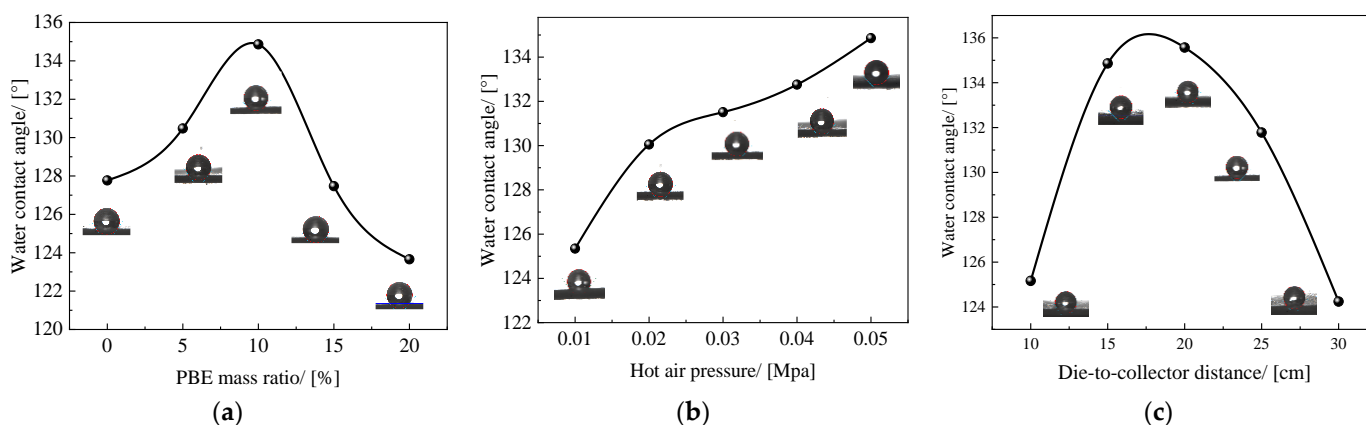 136
134
132
130
128
126
124
122
120
Water contact angle/ [°]
0 5 10 15 20
PBE mass ratio/ [%]
(a)
134
132
130
128
126
124
122
Water contact angle/ [°]
0.01 0.02 0.03 0.04 0.05
Hot air pressure/ [Mpa]
(b)
136
134
132
130
128
126
124
Water contact angle/ [°]
10 15 20 25 30
Die-to-collector distance/ [cm]
(c)